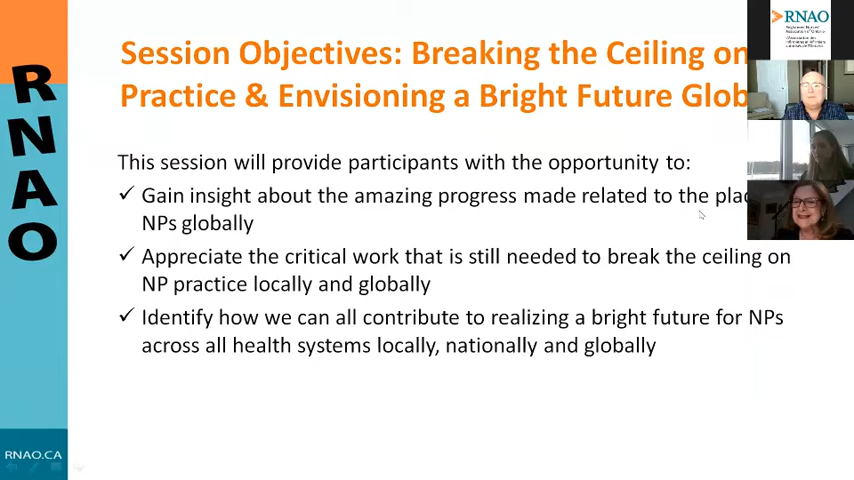 RNAO
Session Objectives: Breaking the Ceiling on
Practice & Envisioning a Bright Future
This session will provide participants with the opportunity to:
✓ Gain insight about the amazing progress made related to the
NPs globally
✓ Appreciate the critical work that is still needed to break the ceiling on
NP practice locally and globally
✓ Identify how we can all contribute to realizing a bright future for NPs
across all health systems locally, nationally and globally
RNAO.CA
RNAO